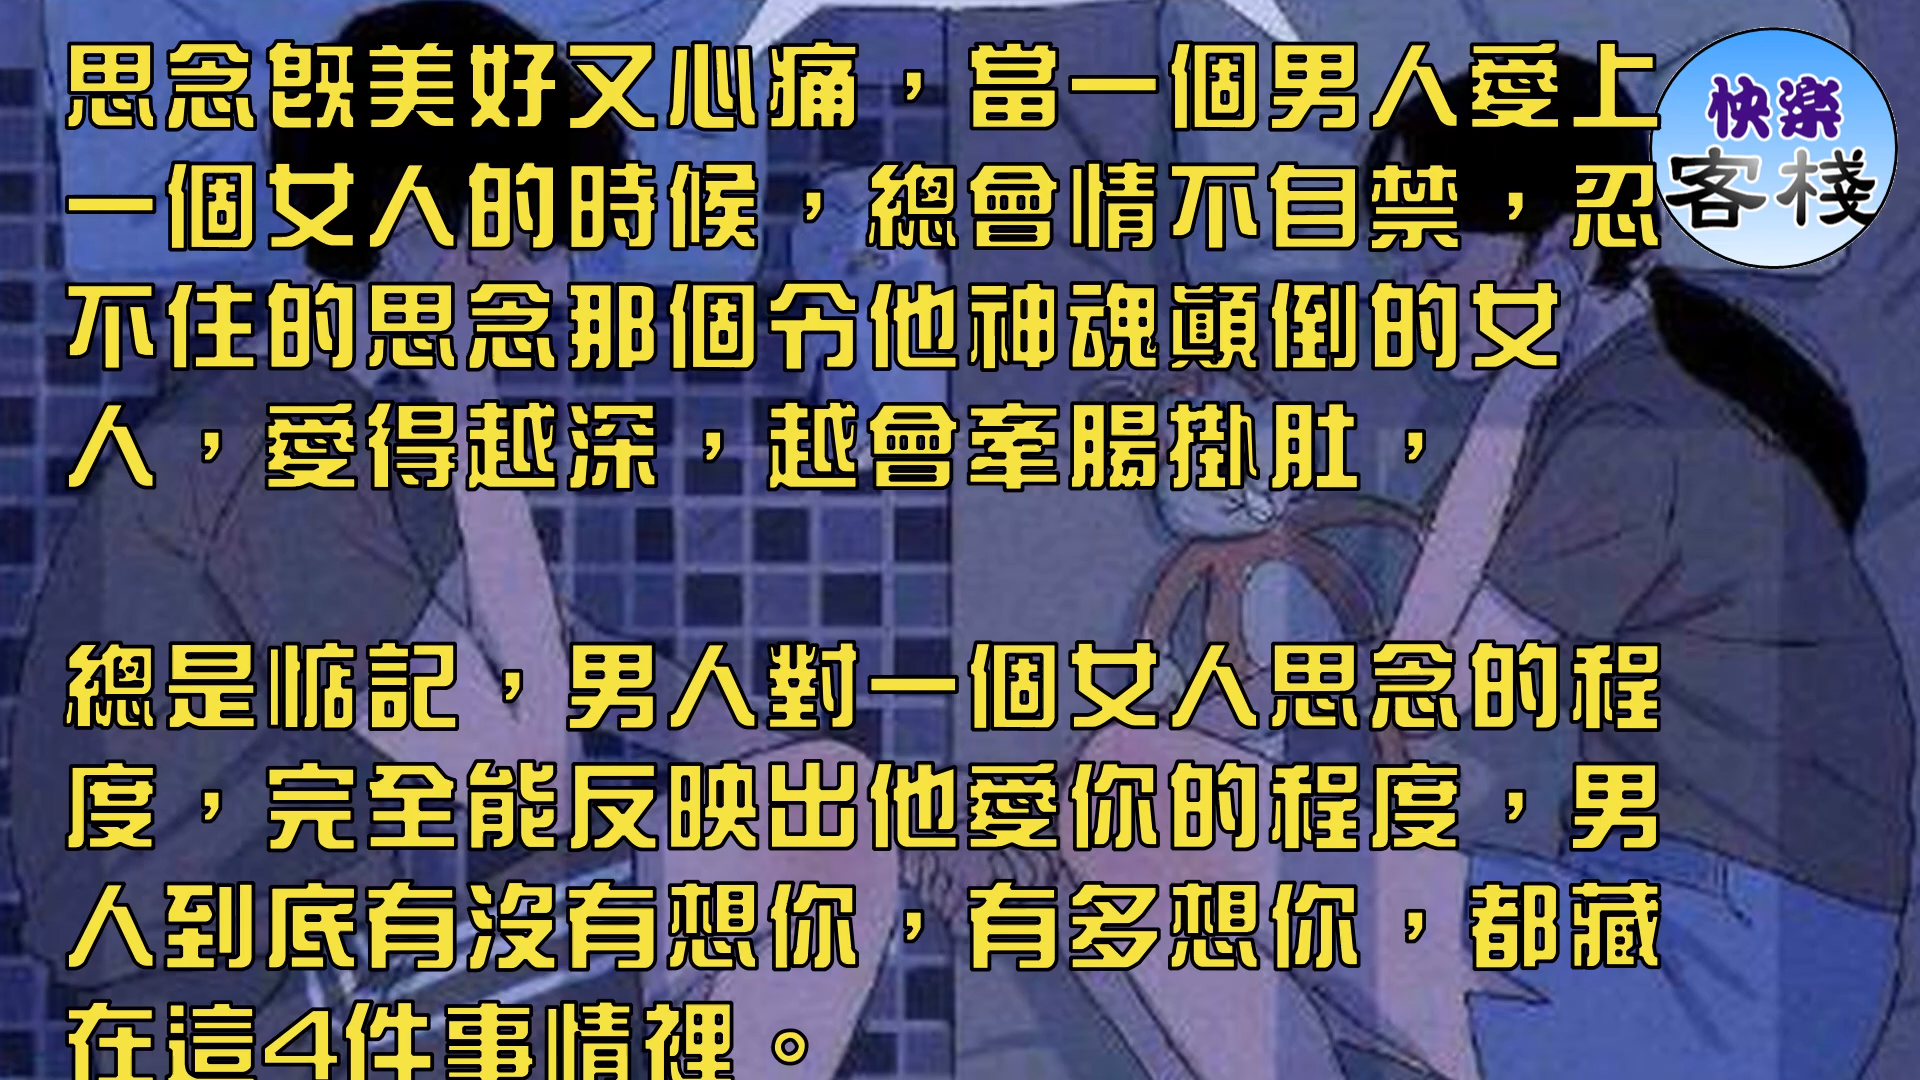 思念既美好又心痛，當一個男人愛上
一個女人的時候，總會情不自禁，忍
不住的思念那個令他神魂顛倒的女
人，愛得越深，越會牽腸掛肚，
總是惦記，男人對一個女人思念的程
度，完全能反映出他愛你的程度，男
人到底有沒有想你，有多想你，都藏
在這4件事情裡。
快樂
客棧